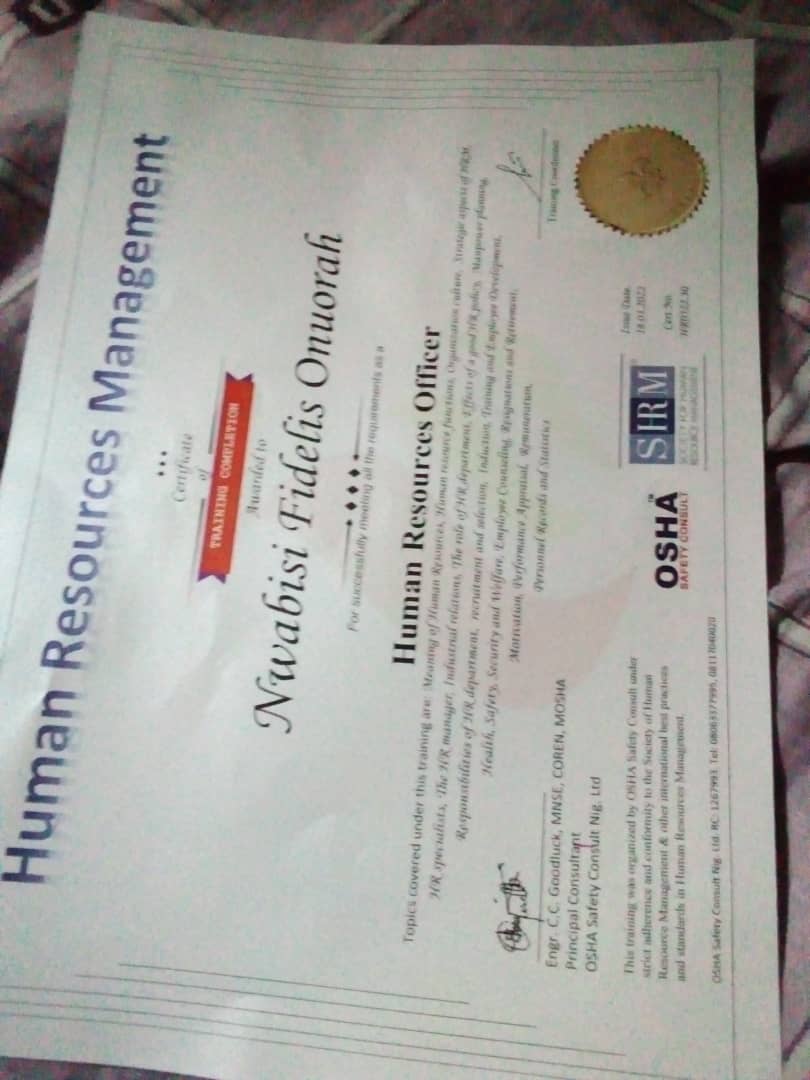 Human Resources Management
Certificate
of
TRAINING COMPLETION
Awarded to
Nwabisi Fidelis Onuorah
For successfully meeting all the requirements as a
Human Resources Officer
Topics covered under this training are: Meaning of Human Resources, Human resource functions, Organization culture, Strategic aspects of HRM,
HR specialists, The HR manager, Industrial relations, The role of HR department, Effects of a good HR policy, Manpower planning,
Responsibilities of HR department, recruitment and selection, Induction, Training and Employee Development,
Health, Safety, Security and Welfare, Employee Counseling, Resignations and Retirement,
Motivation, Performance Appraisal, Remuneration,
Personnel Records and Statistics
Engr. C.C. Goodluck, MNSE, COREN, MOSHA
Principal Consultant
OSHA Safety Consult Nig. Ltd
Training Coordinator
This training was organized by OSHA Safety Consult under
strict adherence and conformity to the Society of Human
Resource Management & other international best practices
and standards in Human Resources Management.
OSHA™
SAFETY CONSULT
SHRM
SOCIETY FOR HUMAN
RESOURCE MANAGEMENT
Issue Date.
18.03.2022
Cert No.
OSHA Safety Consult Nig. Ltd. RC: 1267993. Tel: 08063377995, 08117040020